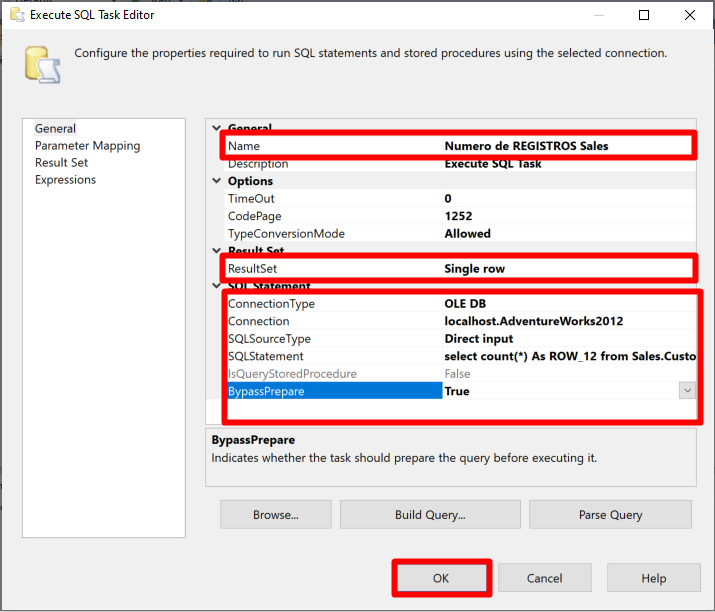 Execute SQL Task Editor
Configure the properties required to run SQL statements and stored procedures using the selected connection.
General
Parameter Mapping
Result Set
Expressions
General
Name Numero de REGISTROS Sales
Description Execute SQL Task
Options
TimeOut 0
CodePage 1252
TypeConversionMode Allowed
Result Set
ResultSet Single row
SQL Statement
ConnectionType OLE DB
Connection localhost.AdventureWorks2012
SQLSourceType Direct input
SQLStatement select count(*) As ROW_12 from Sales.Custo
IsQueryStoredProcedure False
BypassPrepare True
BypassPrepare
Indicates whether the task should prepare the query before executing it.
Browse... Build Query... Parse Query
OK Cancel Help